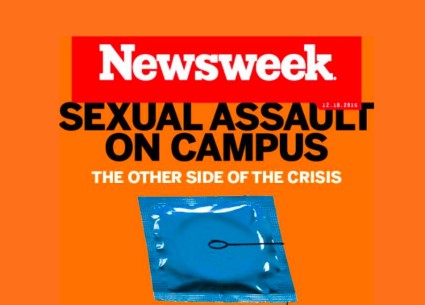 Newsweek
12.18.2015
SEXUAL ASSAULT
ON CAMPUS
THE OTHER SIDE OF THE CRISIS